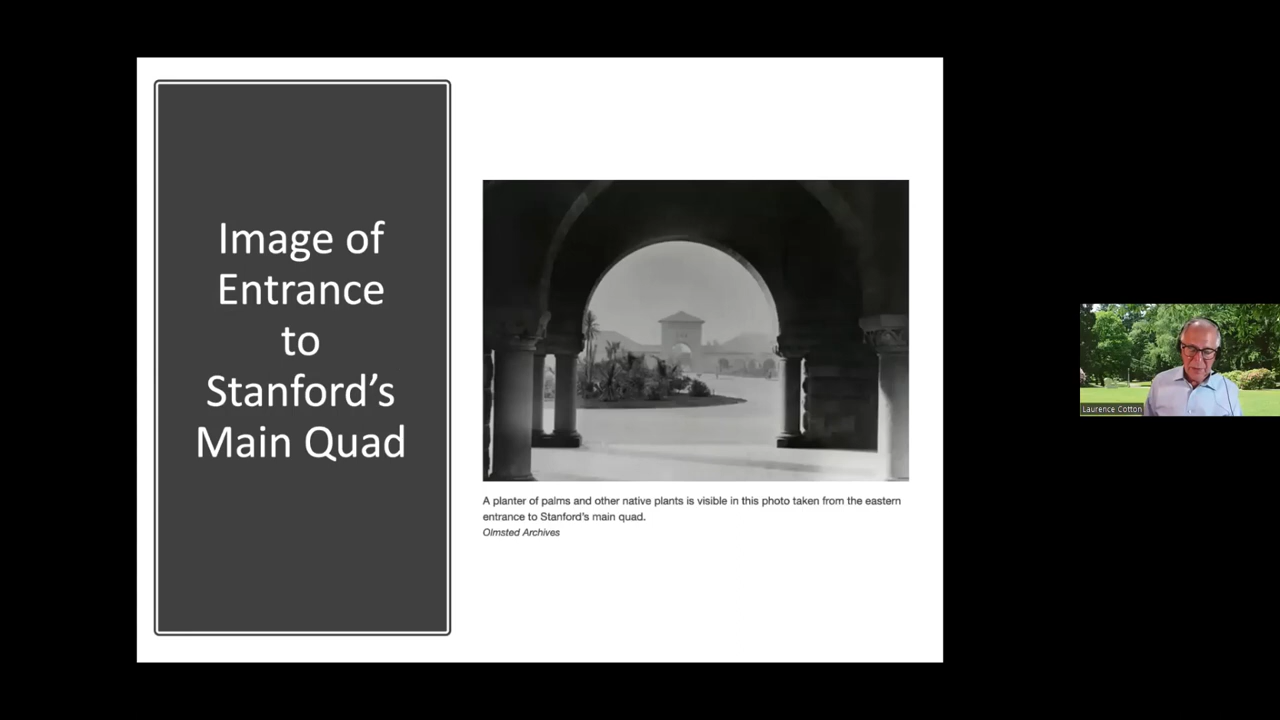 Image of
Entrance
to
Stanford’s
Main Quad
A planter of palms and other native plants is visible in this photo taken from the eastern
entrance to Stanford’s main quad.
Olmsted Archives
Laurence Cotton